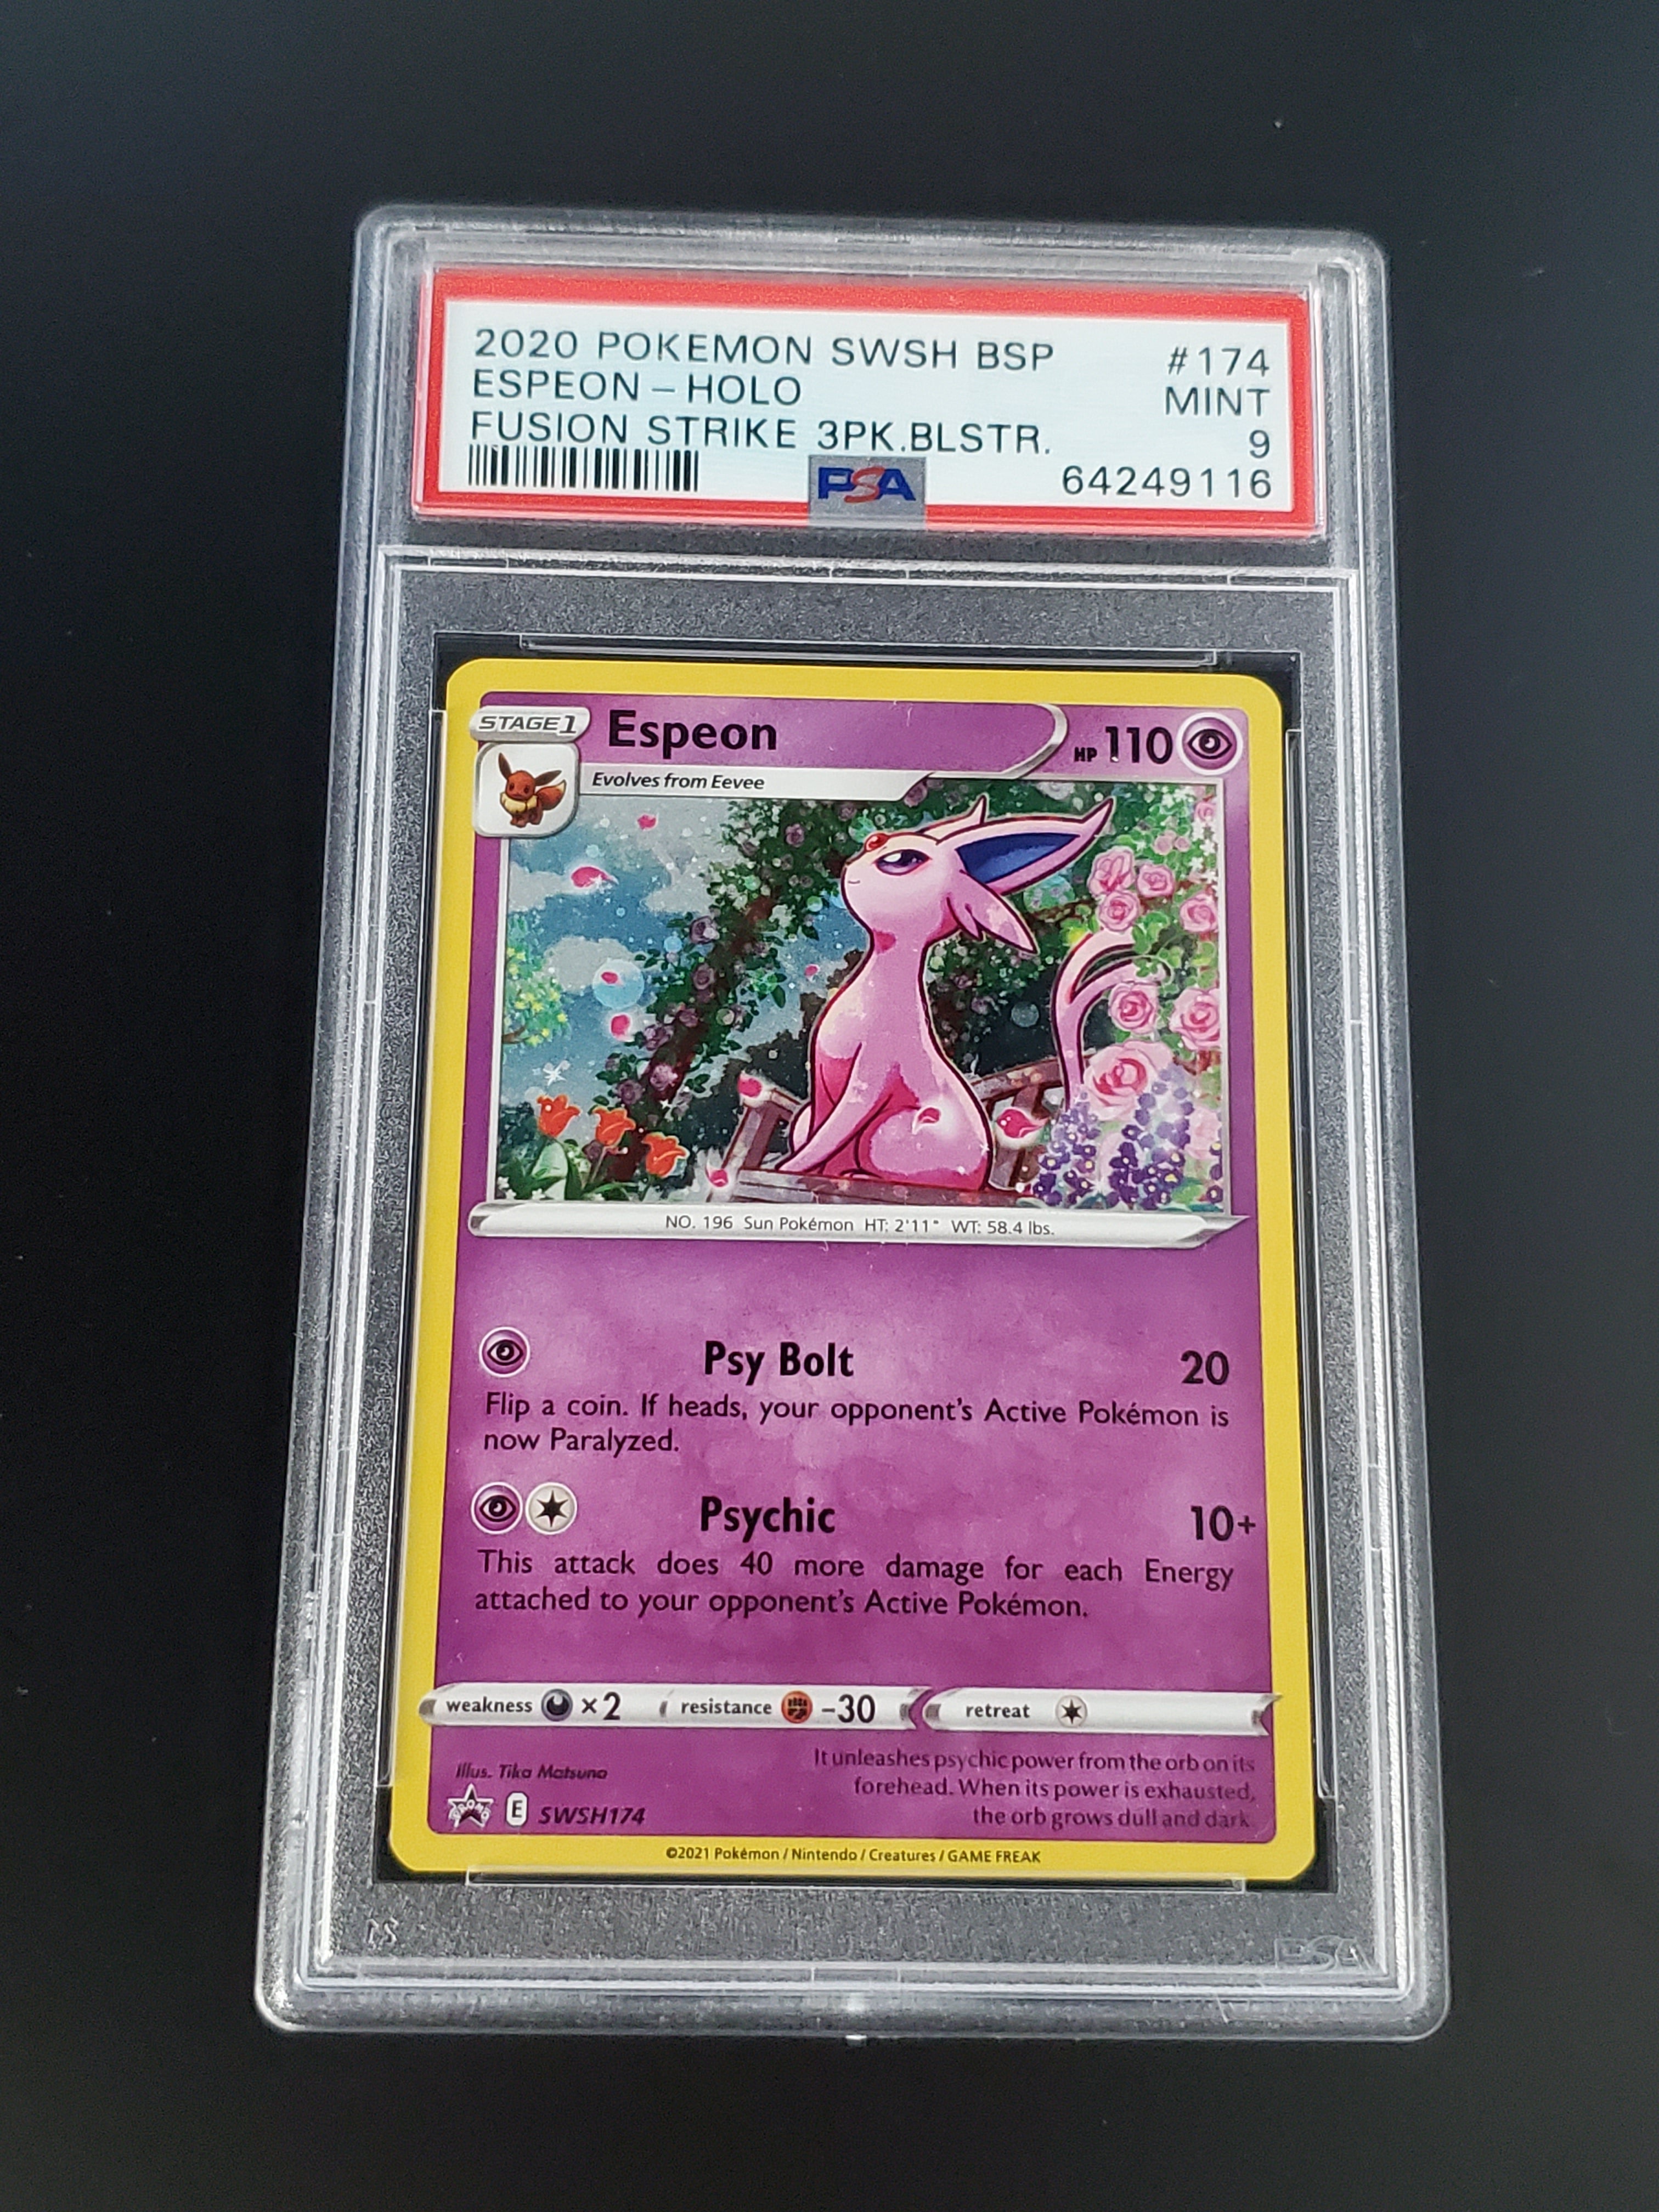 2020 POKEMON SWSH BSP #174
ESPEON – HOLO MINT
FUSION STRIKE 3PK.BLSTR. 9
PSA 64249116
STAGE1 Espeon HP 110
Evolves from Eevee
NO. 196 Sun Pokémon HT: 2'11" WT: 58.4 lbs.
Psy Bolt 20
Flip a coin. If heads, your opponent's Active Pokémon is
now Paralyzed.
Psychic 10+
This attack does 40 more damage for each Energy
attached to your opponent's Active Pokémon.
weakness ×2 resistance -30 retreat
Illus. Tika Matsuno
It unleashes psychic power from the orb on its
forehead. When its power is exhausted,
the orb grows dull and dark.
PROMO E SWSH174
©2021 Pokémon / Nintendo / Creatures / GAME FREAK
PSA